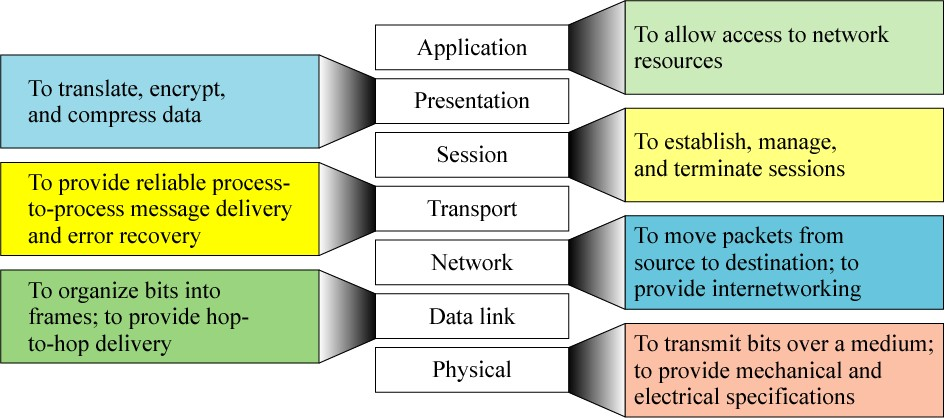 Application
To allow access to network
resources
To translate, encrypt,
and compress data
Presentation
Session
To establish, manage,
and terminate sessions
To provide reliable process-
to-process message delivery
and error recovery
Transport
Network
To move packets from
source to destination; to
provide internetworking
To organize bits into
frames; to provide hop-
to-hop delivery
Data link
Physical
To transmit bits over a medium;
to provide mechanical and
electrical specifications